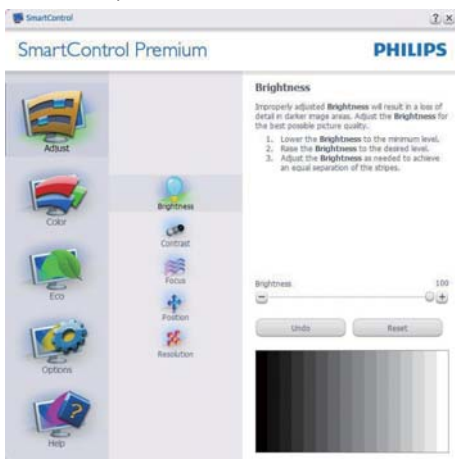 SmartControl
SmartControl Premium
PHILIPS
Adjust
Color
Eco
Options
Help
Brightness
Contrast
Focus
Position
Resolution
Brightness
Improperly adjusted Brightness will result in a loss of
detail in darker image areas. Adjust the Brightness for
the best possible picture quality.
1. Lower the Brightness to the minimum level.
2. Raise the Brightness to the desired level.
3. Adjust the Brightness as needed to achieve
an equal separation of the stripes.
Brightness 100
Undo Reset